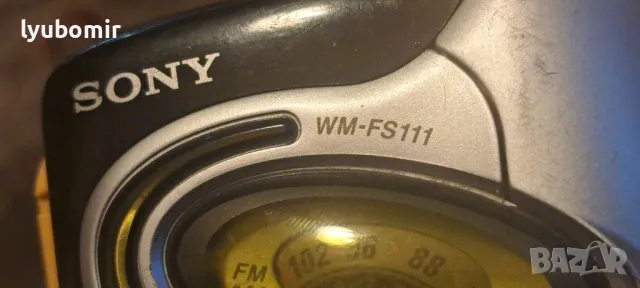 lyubomir
SONY
WM-FS111
102 96 88
FM
BAZAR